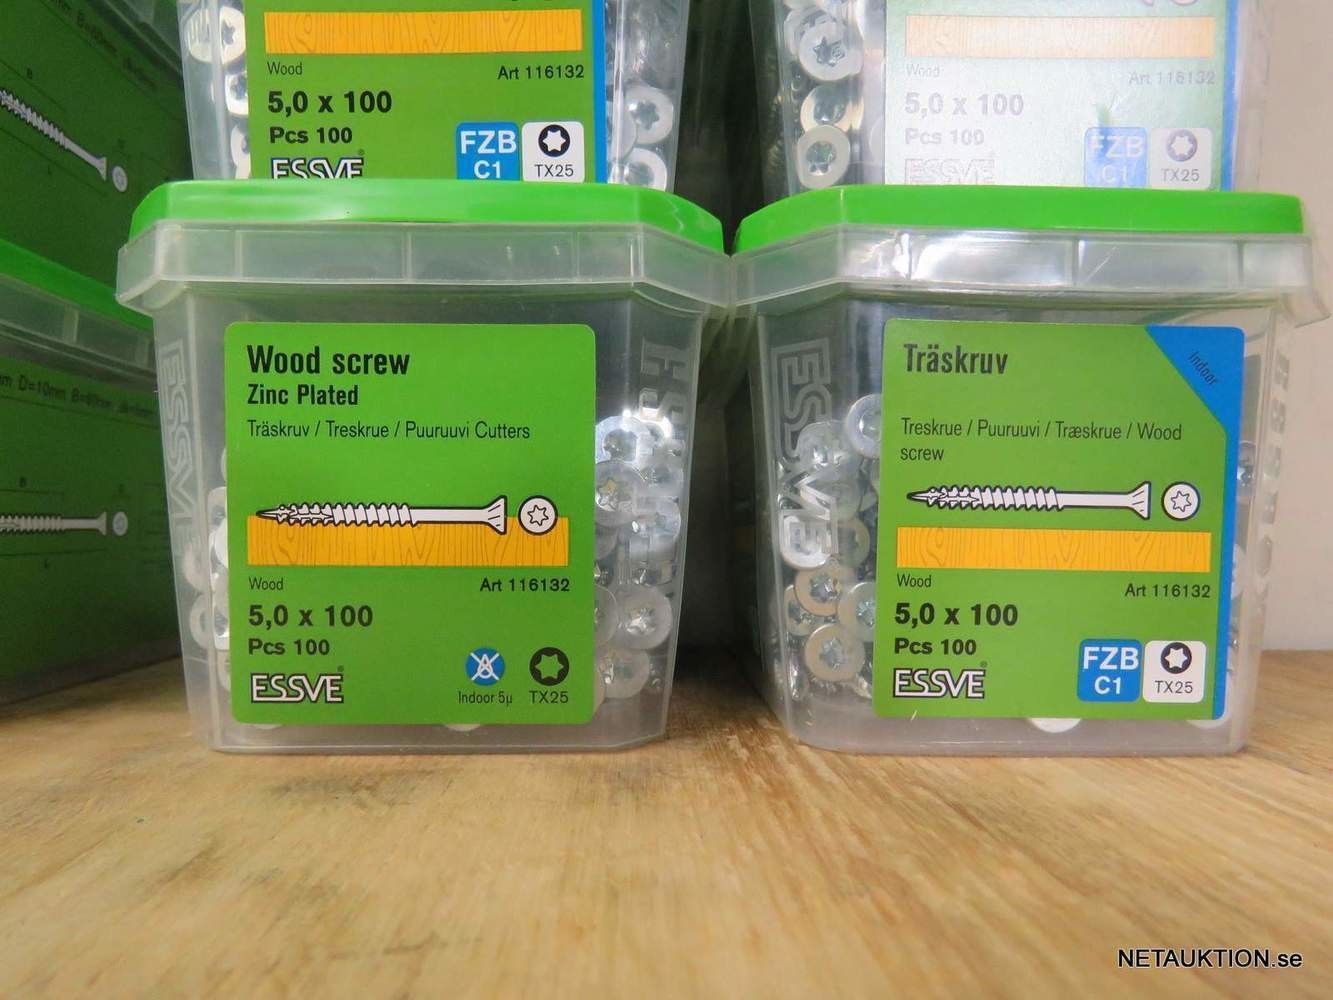 Wood
Art 116132
5,0 x 100
Pcs 100
ESSVE
FZB
C1
TX25
Wood
Art 116132
5,0 x 100
Pcs 100
ESSVE
FZB
C1
TX25
B
B
Wood screw
Zinc Plated
Träskruv / Treskrue / Puuruuvi Cutters
Wood
Art 116132
5,0 x 100
Pcs 100
ESSVE®
Indoor 5µ
TX25
ESSVE
Träskruv
Indoor
Treskrue / Puuruuvi / Træskrue / Wood
screw
Wood
Art 116132
5,0 x 100
Pcs 100
ESSVE®
FZB
C1
TX25
ESSVE
NETAUKTION.se